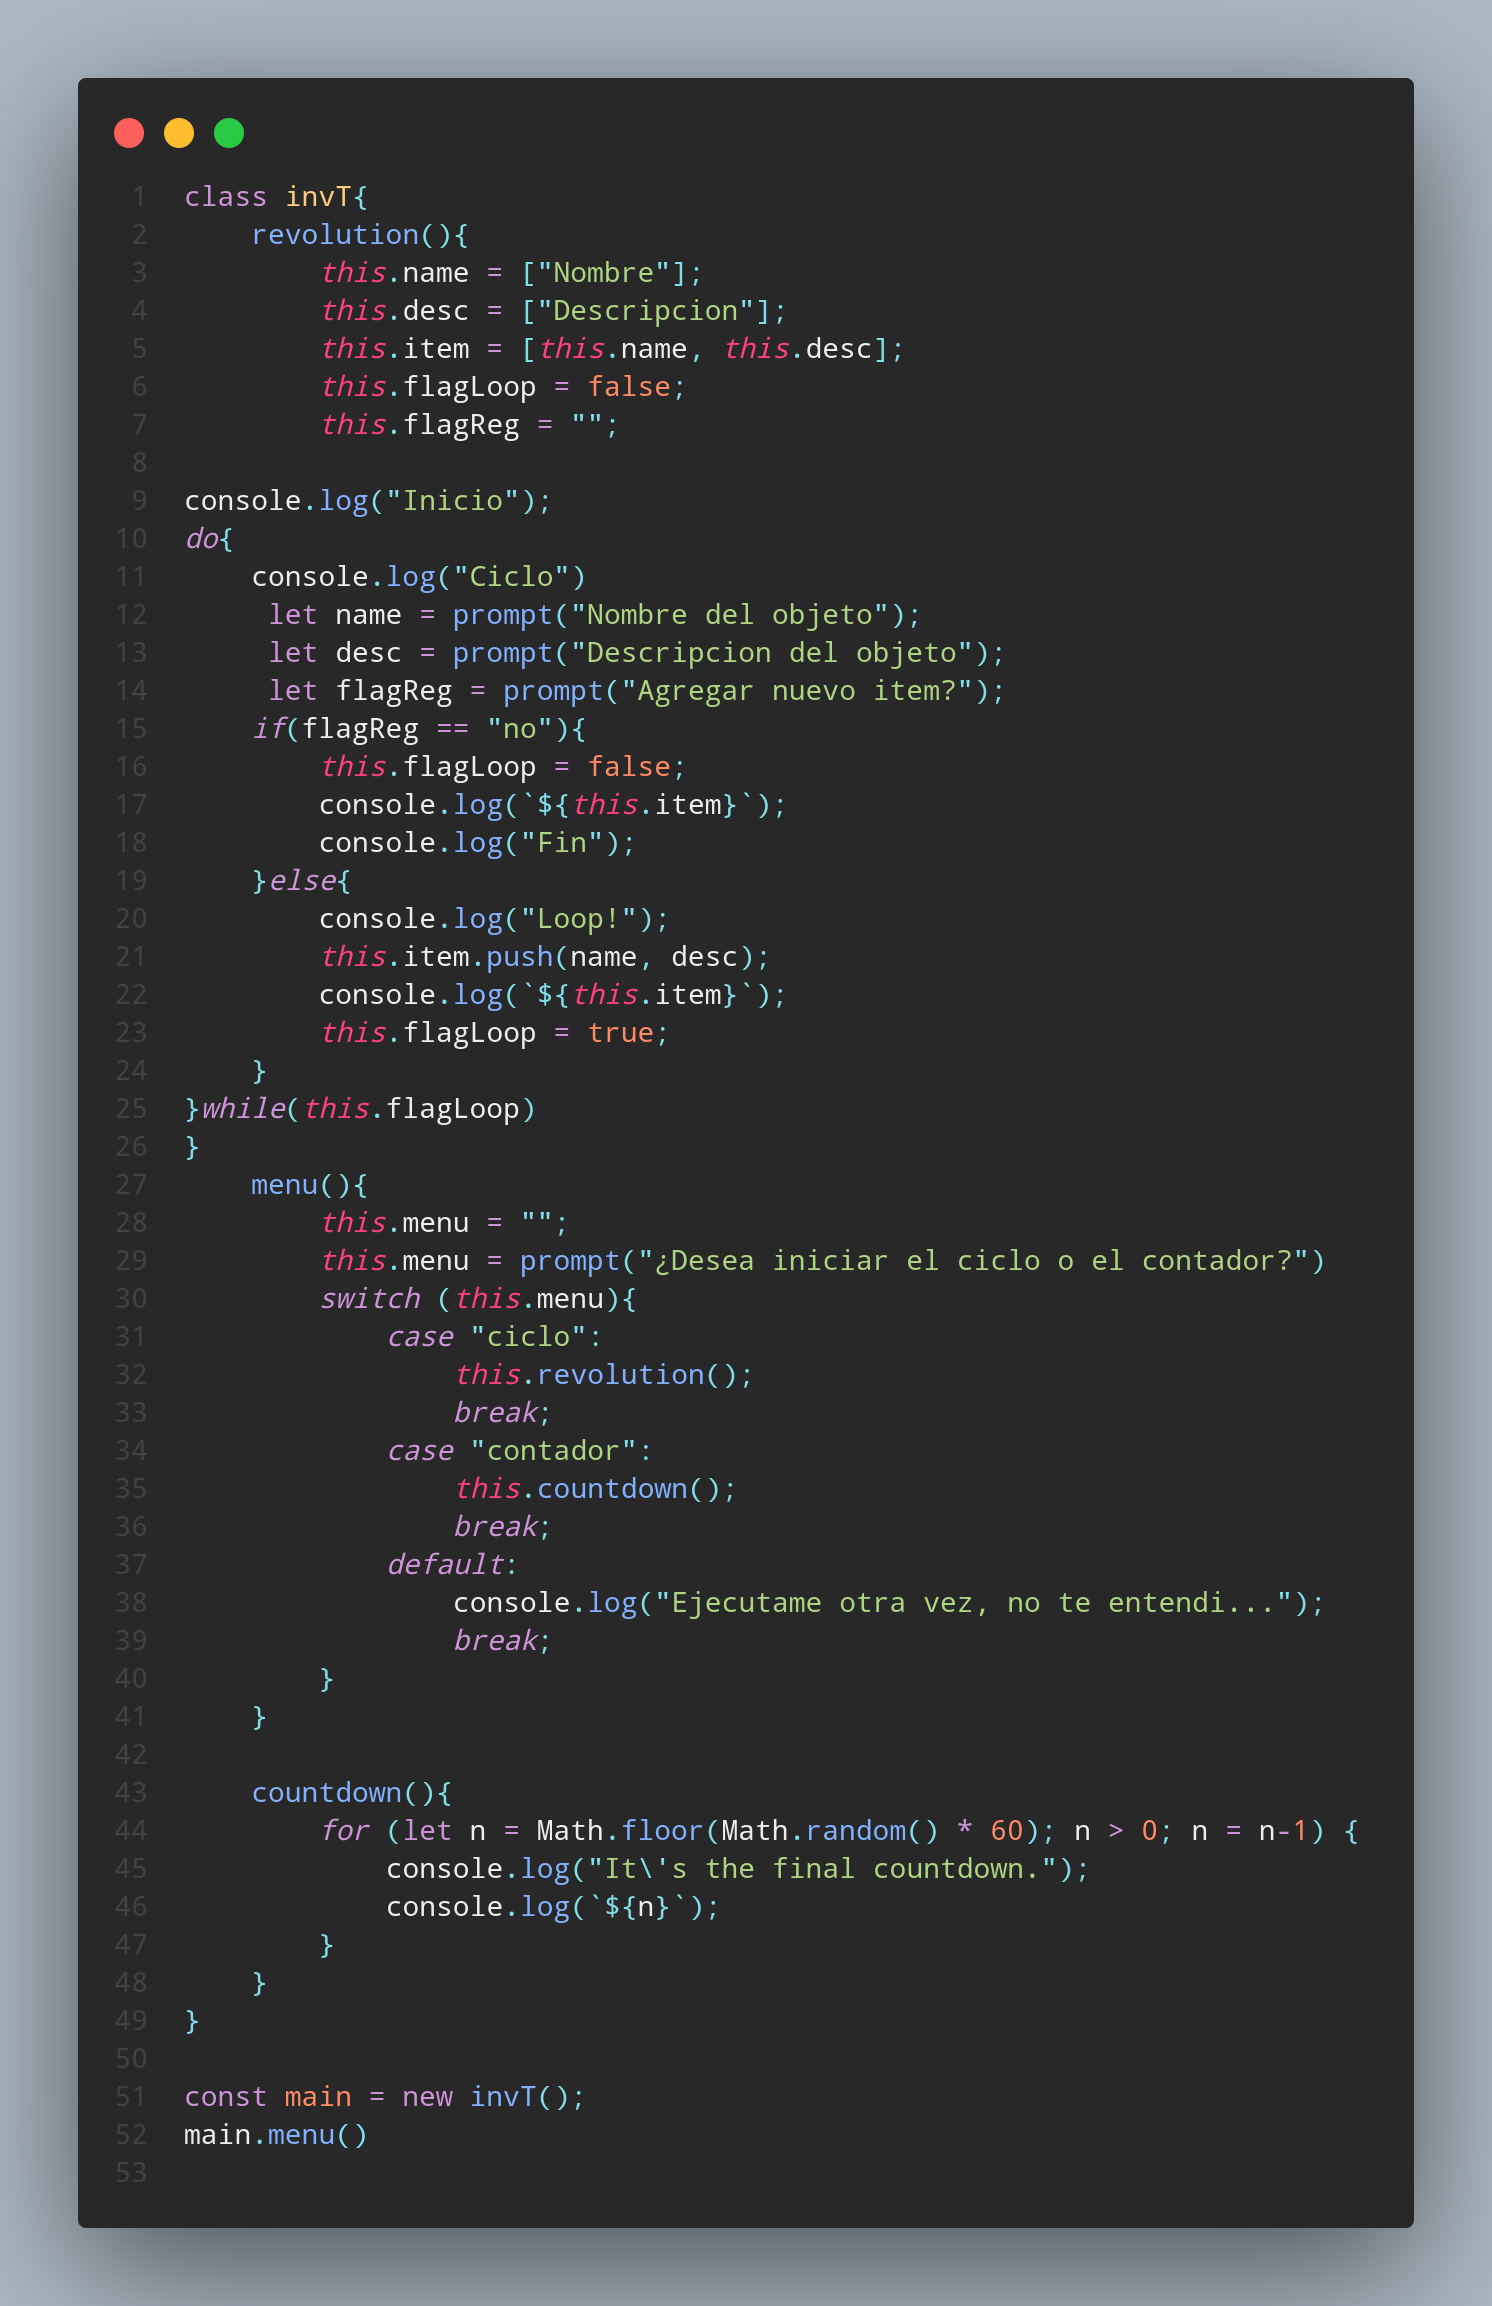 1 class invT{
2     revolution(){
3         this.name = ["Nombre"];
4         this.desc = ["Descripcion"];
5         this.item = [this.name, this.desc];
6         this.flagLoop = false;
7         this.flagReg = "";
8
9 console.log("Inicio");
10 do{
11     console.log("Ciclo")
12      let name = prompt("Nombre del objeto");
13      let desc = prompt("Descripcion del objeto");
14      let flagReg = prompt("Agregar nuevo item?");
15     if(flagReg == "no"){
16         this.flagLoop = false;
17         console.log(`${this.item}`);
18         console.log("Fin");
19     }else{
20         console.log("Loop!");
21         this.item.push(name, desc);
22         console.log(`${this.item}`);
23         this.flagLoop = true;
24     }
25 }while(this.flagLoop)
26 }
27     menu(){
28         this.menu = "";
29         this.menu = prompt("¿Desea iniciar el ciclo o el contador?")
30         switch (this.menu){
31             case "ciclo":
32                 this.revolution();
33                 break;
34             case "contador":
35                 this.countdown();
36                 break;
37             default:
38                 console.log("Ejecutame otra vez, no te entendi...");
39                 break;
40         }
41     }
42
43     countdown(){
44         for (let n = Math.floor(Math.random() * 60); n > 0; n = n-1) {
45             console.log("It\'s the final countdown.");
46             console.log(`${n}`);
47         }
48     }
49 }
50
51 const main = new invT();
52 main.menu()
53